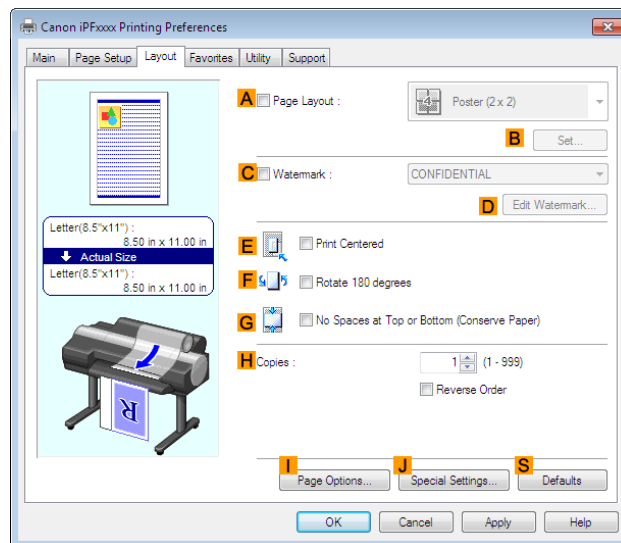 Canon iPFxxxx Printing Preferences
Main Page Setup Layout Favorites Utility Support
A Page Layout : 4 Poster (2 x 2)
B Set...
C Watermark : CONFIDENTIAL
D Edit Watermark...
Letter(8.5"x11") :
8.50 in x 11.00 in
Actual Size
Letter(8.5"x11") :
8.50 in x 11.00 in
E Print Centered
F Rotate 180 degrees
G No Spaces at Top or Bottom (Conserve Paper)
H Copies : 1 (1 - 999)
Reverse Order
R
I J S
Page Options... Special Settings... Defaults
OK Cancel Apply Help